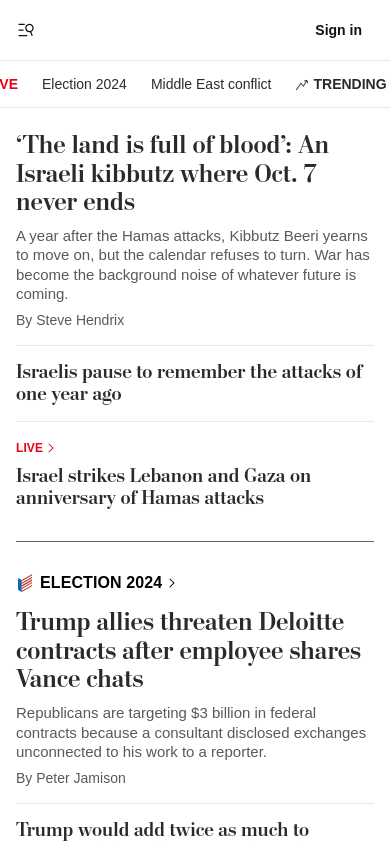 Sign in
VE Election 2024 Middle East conflict TRENDING
‘The land is full of blood’: An
Israeli kibbutz where Oct. 7
never ends
A year after the Hamas attacks, Kibbutz Beeri yearns
to move on, but the calendar refuses to turn. War has
become the background noise of whatever future is
coming.
By Steve Hendrix
Israelis pause to remember the attacks of
one year ago
LIVE
Israel strikes Lebanon and Gaza on
anniversary of Hamas attacks
ELECTION 2024
Trump allies threaten Deloitte
contracts after employee shares
Vance chats
Republicans are targeting $3 billion in federal
contracts because a consultant disclosed exchanges
unconnected to his work to a reporter.
By Peter Jamison
Trump would add twice as much to